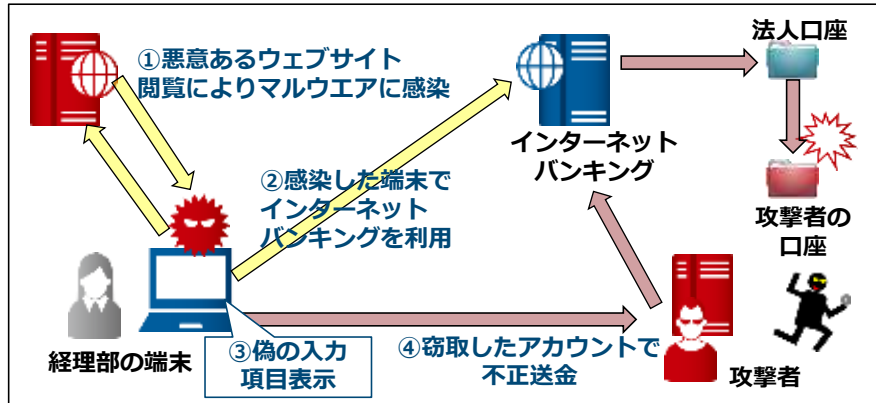 ①悪意あるウェブサイト
閲覧によりマルウエアに感染
法人口座
インターネット
バンキング
②感染した端末で
インターネット
バンキングを利用
攻撃者の
口座
経理部の端末
③偽の入力
項目表示
④窃取したアカウントで
不正送金
攻撃者